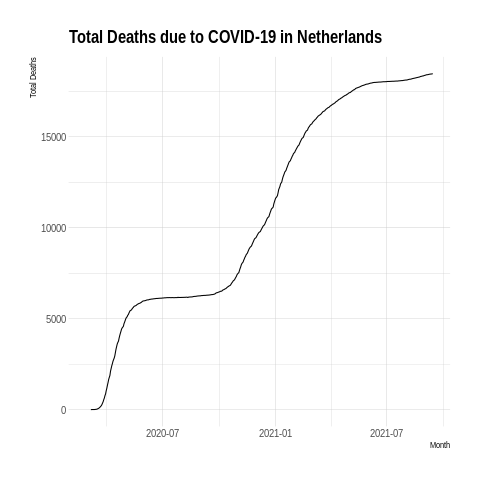 Total Deaths due to COVID-19 in Netherlands
Total Deaths
15000
10000
5000
0
2020-07
2021-01
2021-07
Month